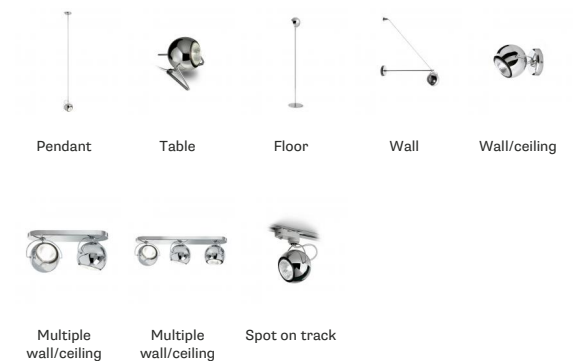 Pendant
Table
Floor
Wall
Wall/ceiling
Multiple
wall/ceiling
Multiple
wall/ceiling
Spot on track